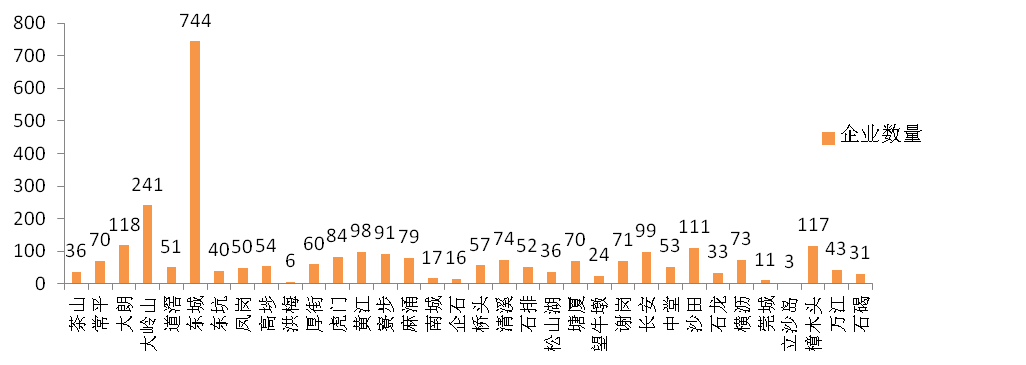 800
700
600
500
400
300
200
100
0
36
70
118
241
51
744
40
50
54
6
60
84
98
91
79
17
16
57
74
52
36
70
24
71
99
53
111
33
73
11
3
117
43
31
茶山
常平
大朗
大岭山
道滘
东城
东坑
凤岗
高埗
洪梅
厚街
虎门
黄江
寮步
麻涌
南城
企石
桥头
清溪
石排
松山湖
塘厦
望牛墩
谢岗
长安
中堂
沙田
石龙
横沥
莞城
立沙岛
樟木头
万江
石碣
企业数量